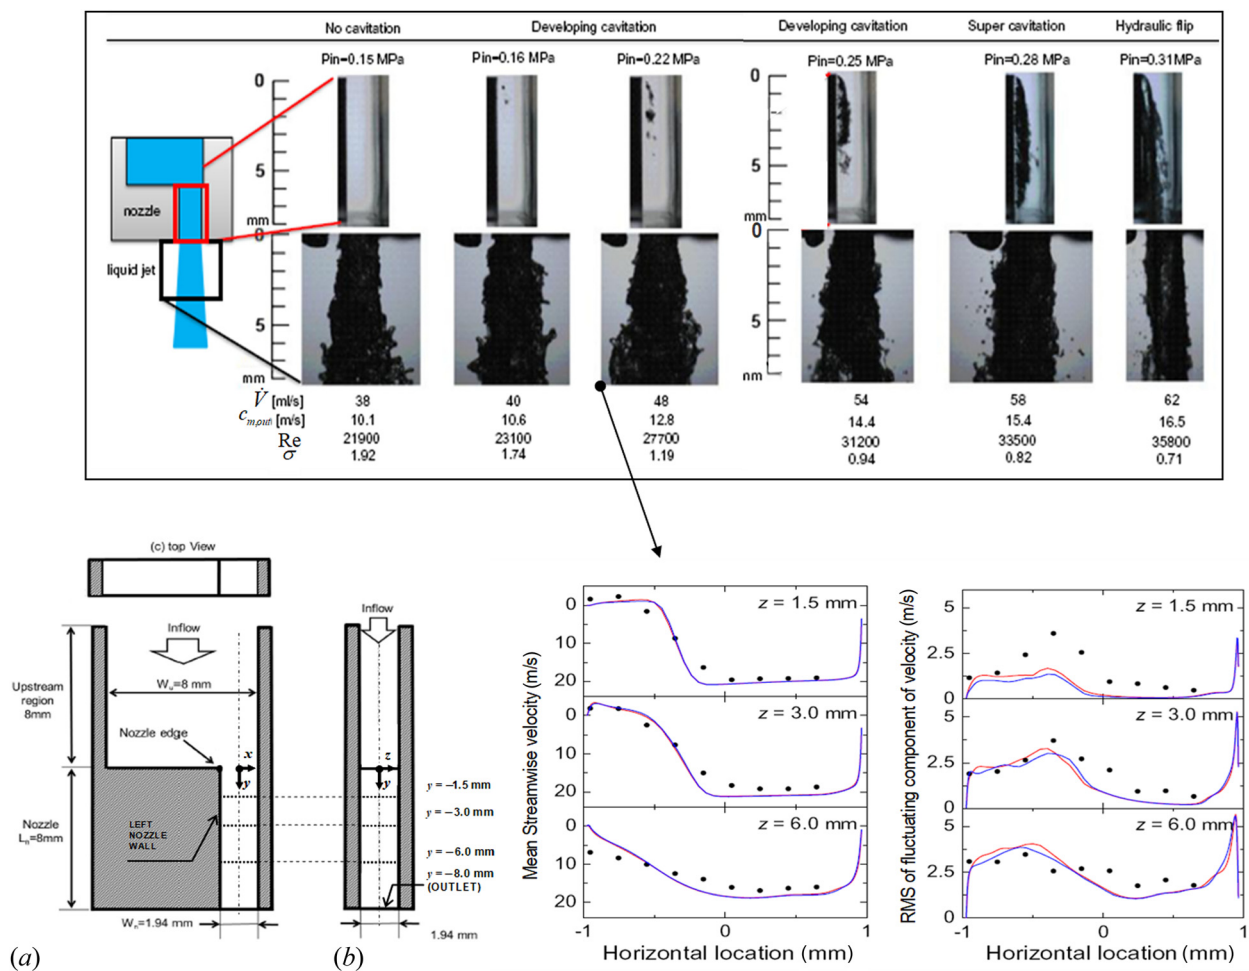 No cavitation Developing cavitation Developing cavitation Super cavitation Hydraulic flip
Pin=0.15 MPa Pin=0.16 MPa Pin=0.22 MPa Pin=0.25 MPa Pin=0.28 MPa Pin=0.31MPa
0 0
5 5
mm mm
nozzle
liquid jet
0 0
5 5
mm nm
V̇ [ml/s] 38 40 48 54 58 62
c_m,out [m/s] 10.1 10.6 12.8 14.4 15.4 16.5
Re 21900 23100 27700 31200 33500 35800
σ 1.92 1.74 1.19 0.94 0.82 0.71
(c) top View
Inflow
Inflow
Upstream
region
8mm
W_u=8 mm
Nozzle edge
x
y
z
y
y = −1.5 mm
y = −3.0 mm
y = −6.0 mm
y = −8.0 mm
(OUTLET)
Nozzle
L_n=8mm
LEFT
NOZZLE
WALL
W_n=1.94 mm
1.94 mm
(a)
(b)
Mean Streamwise velocity (m/s)
z = 1.5 mm
0
10
20
z = 3.0 mm
0
10
20
z = 6.0 mm
0
10
20
-1 0 1
Horizontal location (mm)
RMS of fluctuating component of velocity (m/s)
z = 1.5 mm
5
2.5
0
z = 3.0 mm
5
2.5
0
z = 6.0 mm
5
2.5
0
-1 0 1
Horizontal location (mm)